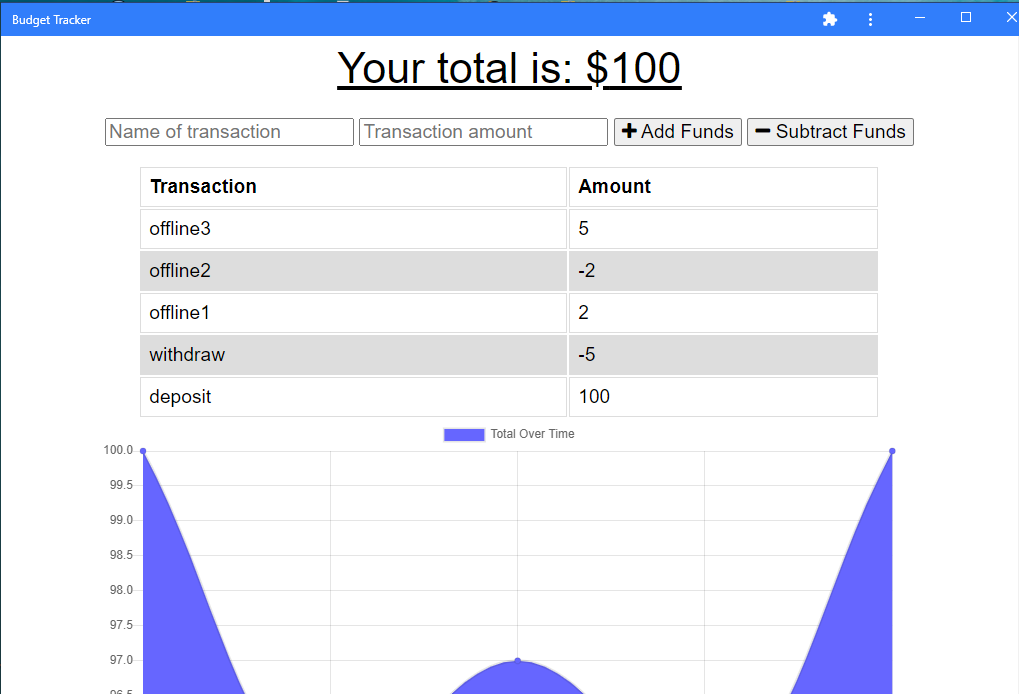 Budget Tracker
Your total is: $100
Name of transaction Transaction amount Add Funds Subtract Funds
Transaction Amount
offline3 5
offline2 -2
offline1 2
withdraw -5
deposit 100
Total Over Time
100.0
99.5
99.0
98.5
98.0
97.5
97.0